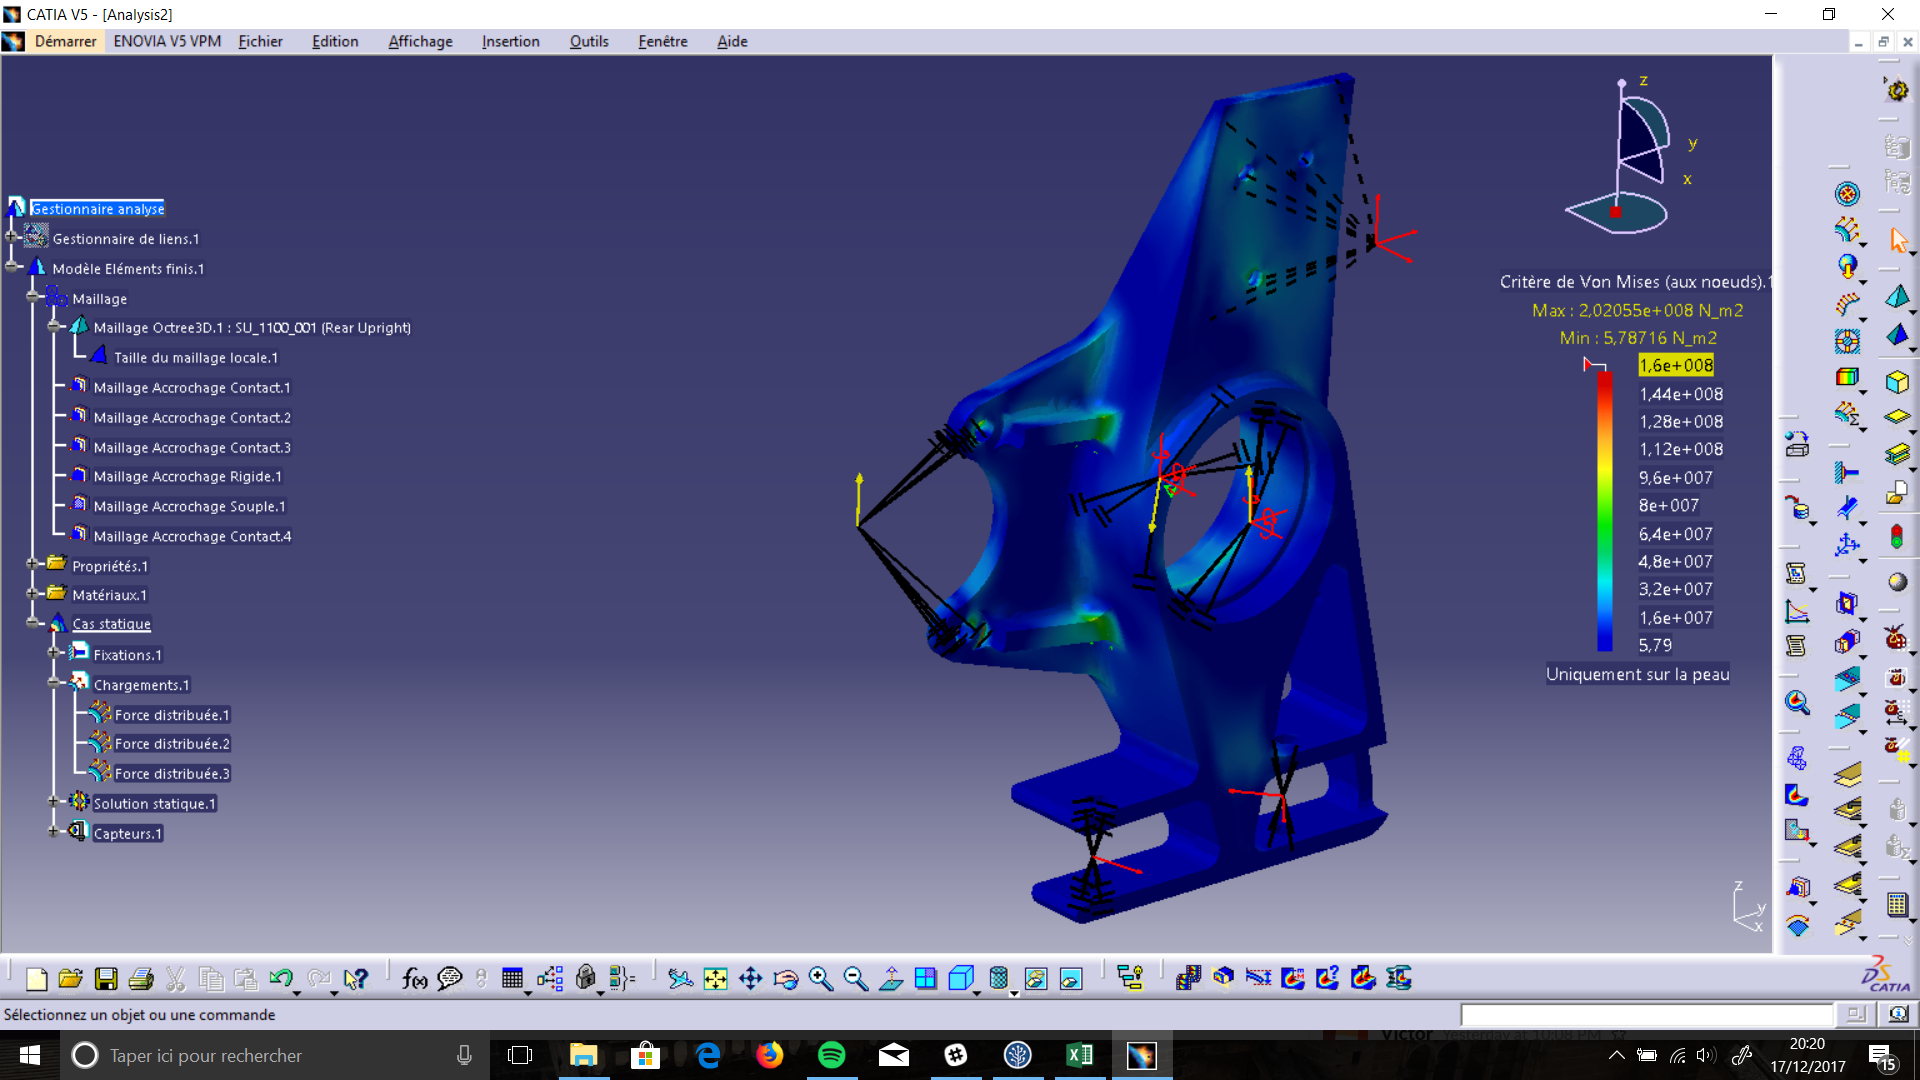 CATIA V5 - [Analysis2]
Démarrer ENOVIA V5 VPM Fichier Edition Affichage Insertion Outils Fenêtre Aide
Gestionnaire analyse
Gestionnaire de liens.1
Modèle Eléments finis.1
Maillage
Maillage Octree3D.1 : SU_1100_001 (Rear Upright)
Taille du maillage locale.1
Maillage Accrochage Contact.1
Maillage Accrochage Contact.2
Maillage Accrochage Contact.3
Maillage Accrochage Rigide.1
Maillage Accrochage Souple.1
Maillage Accrochage Contact.4
Propriétés.1
Matériaux.1
Cas statique
Fixations.1
Chargements.1
Force distribuée.1
Force distribuée.2
Force distribuée.3
Solution statique.1
Capteurs.1
z
y
x
Critère de Von Mises (aux noeuds).1
Max : 2,02055e+008 N_m2
Min : 5,78716 N_m2
1,6e+008
1,44e+008
1,28e+008
1,12e+008
9,6e+007
8e+007
6,4e+007
4,8e+007
3,2e+007
1,6e+007
5,79
Uniquement sur la peau
z
y
x
f(x)
CATIA
Sélectionnez un objet ou une commande
Victor Yesterday at 10:08 PM
Taper ici pour rechercher
20:20
17/12/2017
15